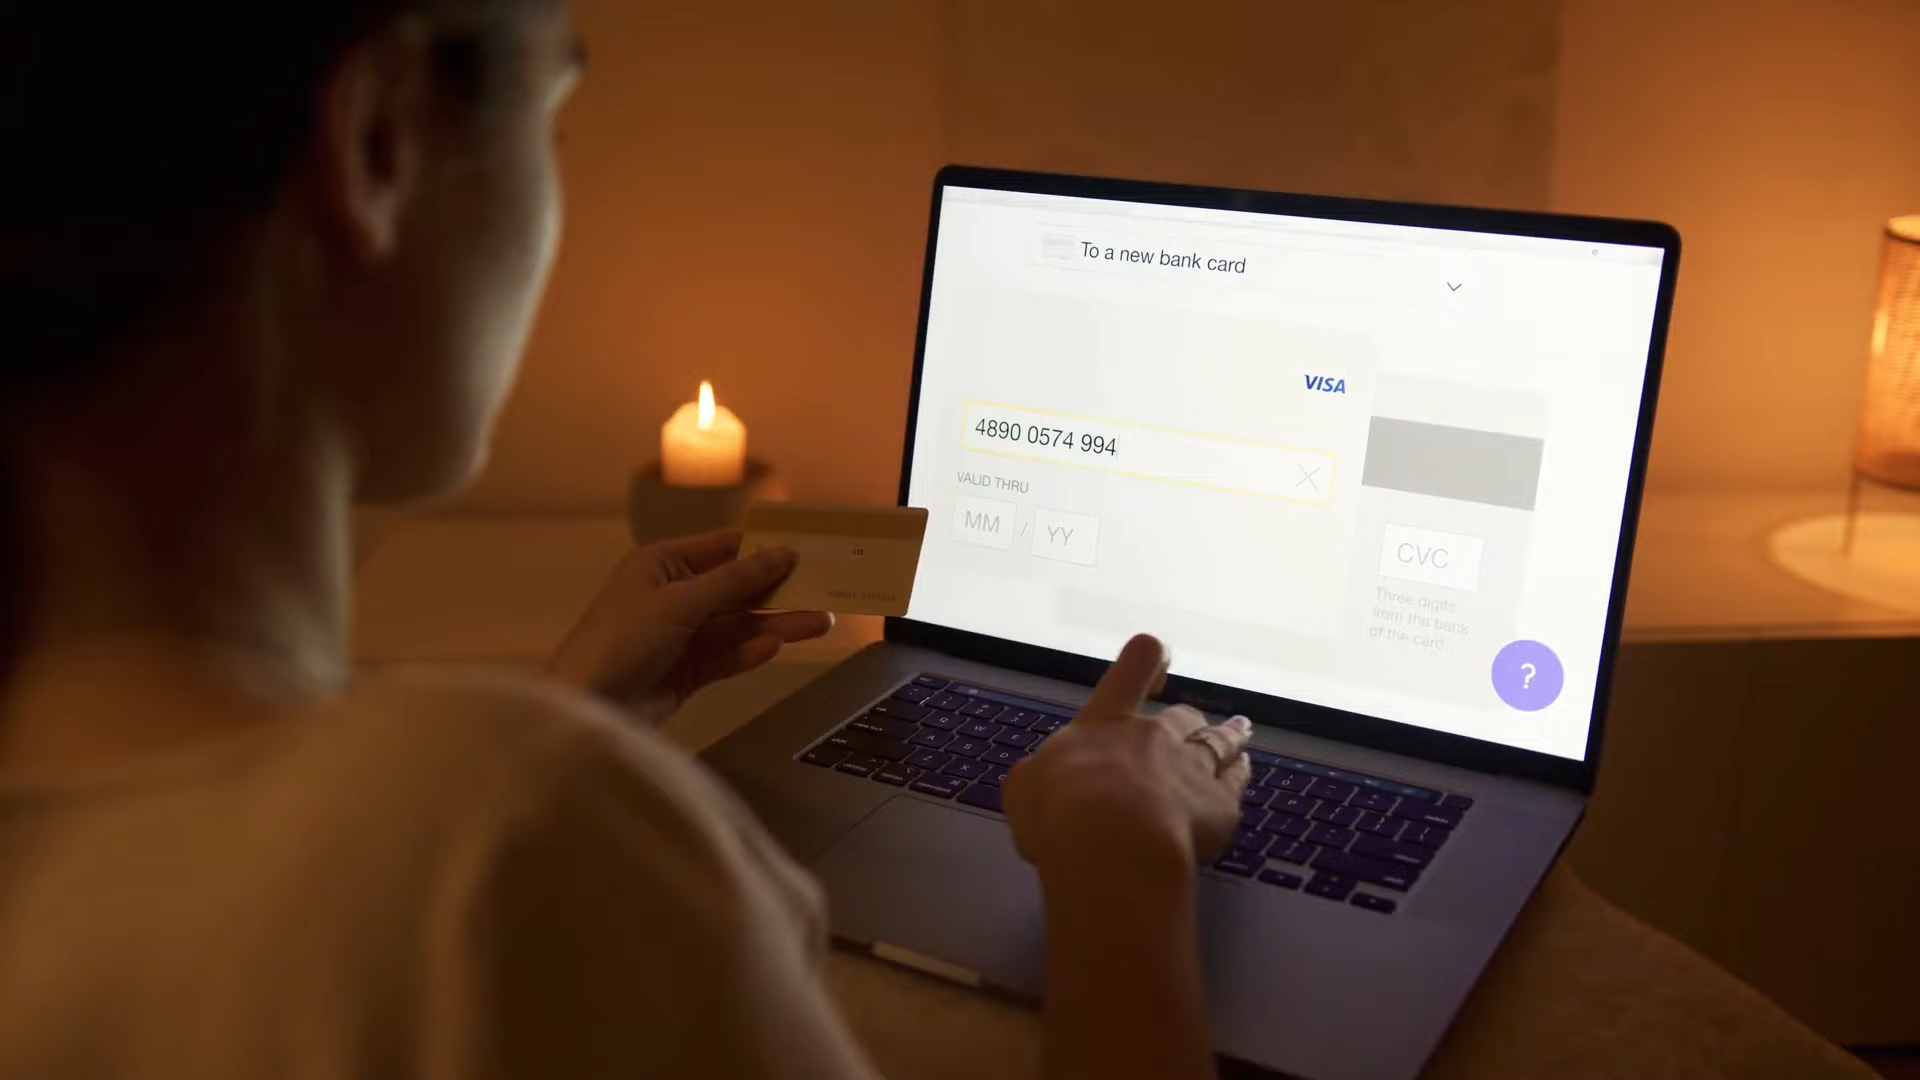 To a new bank card
VISA
4890 0574 994
VALID THRU
MM / YY
CVC
Three digits
from the back
of the card
?